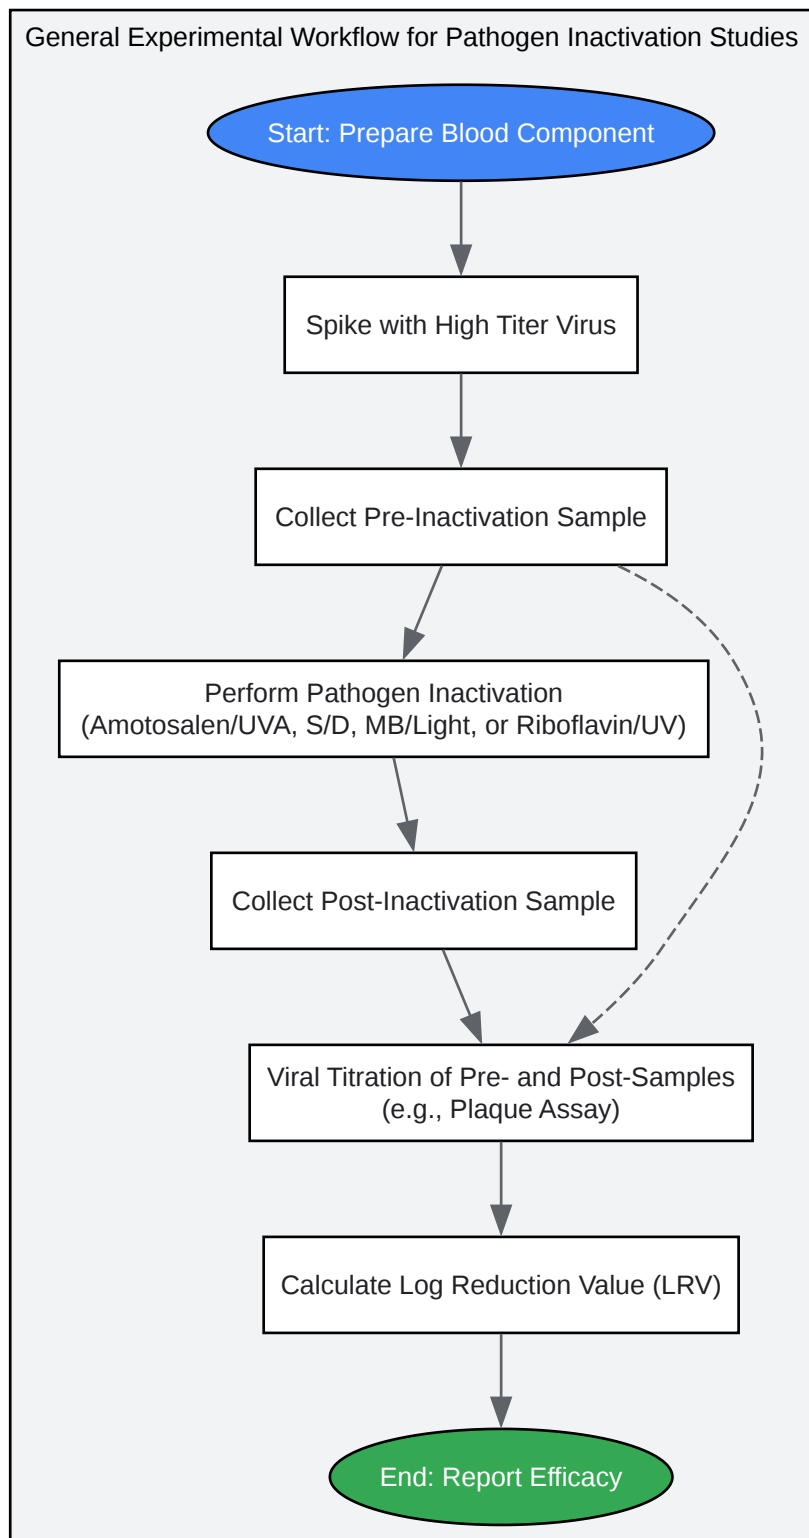 General Experimental Workflow for Pathogen Inactivation Studies
Start: Prepare Blood Component
Spike with High Titer Virus
Collect Pre-Inactivation Sample
Perform Pathogen Inactivation
(Amotosalen/UVA, S/D, MB/Light, or Riboflavin/UV)
Collect Post-Inactivation Sample
Viral Titration of Pre- and Post-Samples
(e.g., Plaque Assay)
Calculate Log Reduction Value (LRV)
End: Report Efficacy